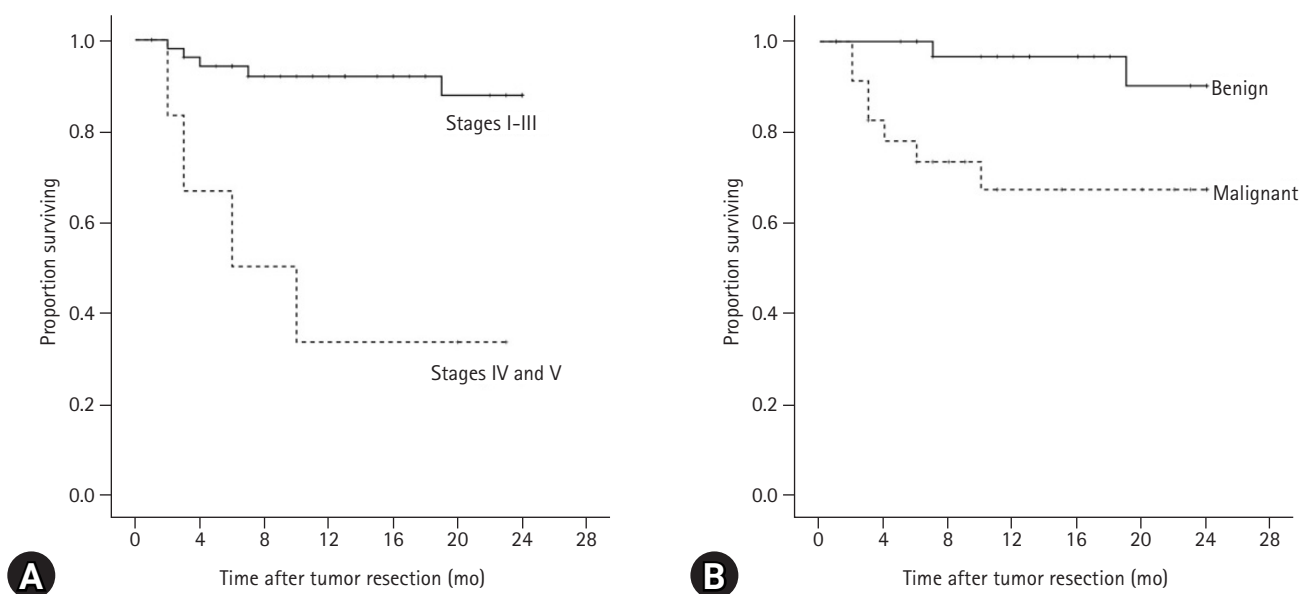 1.0
0.8
0.6
0.4
0.2
0.0
Proportion surviving
Stages I-III
Stages IV and V
0 4 8 12 16 20 24 28
Time after tumor resection (mo)
A
1.0
0.8
0.6
0.4
0.2
0.0
Proportion surviving
Benign
Malignant
0 4 8 12 16 20 24 28
Time after tumor resection (mo)
B